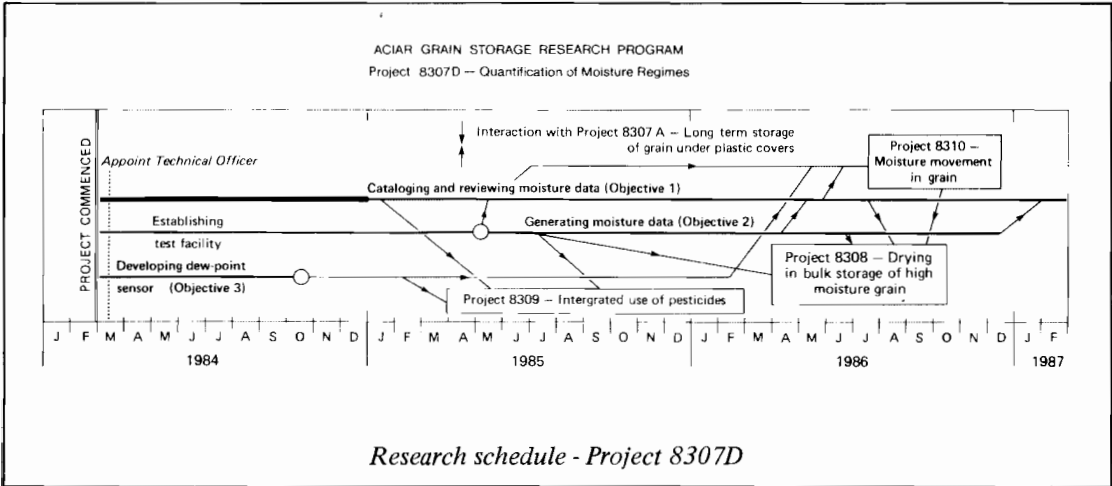 ACIAR GRAIN STORAGE RESEARCH PROGRAM
Project 8307D — Quantification of Moisture Regimes
PROJECT COMMENCED
Appoint Technical Officer
Interaction with Project 8307 A — Long term storage
of grain under plastic covers
Project 8310 —
Moisture movement
in grain
Cataloging and reviewing moisture data (Objective 1)
Establishing
test facility
Generating moisture data (Objective 2)
Developing dew-point
sensor (Objective 3)
Project 8308 — Drying
in bulk storage of high
moisture grain
Project 8309 — Intergrated use of pesticides
J F M A M J J A S O N D J F M A M J J A S O N D J F M A M J J A S O N D J F
1984 1985 1986 1987
Research schedule - Project 8307D